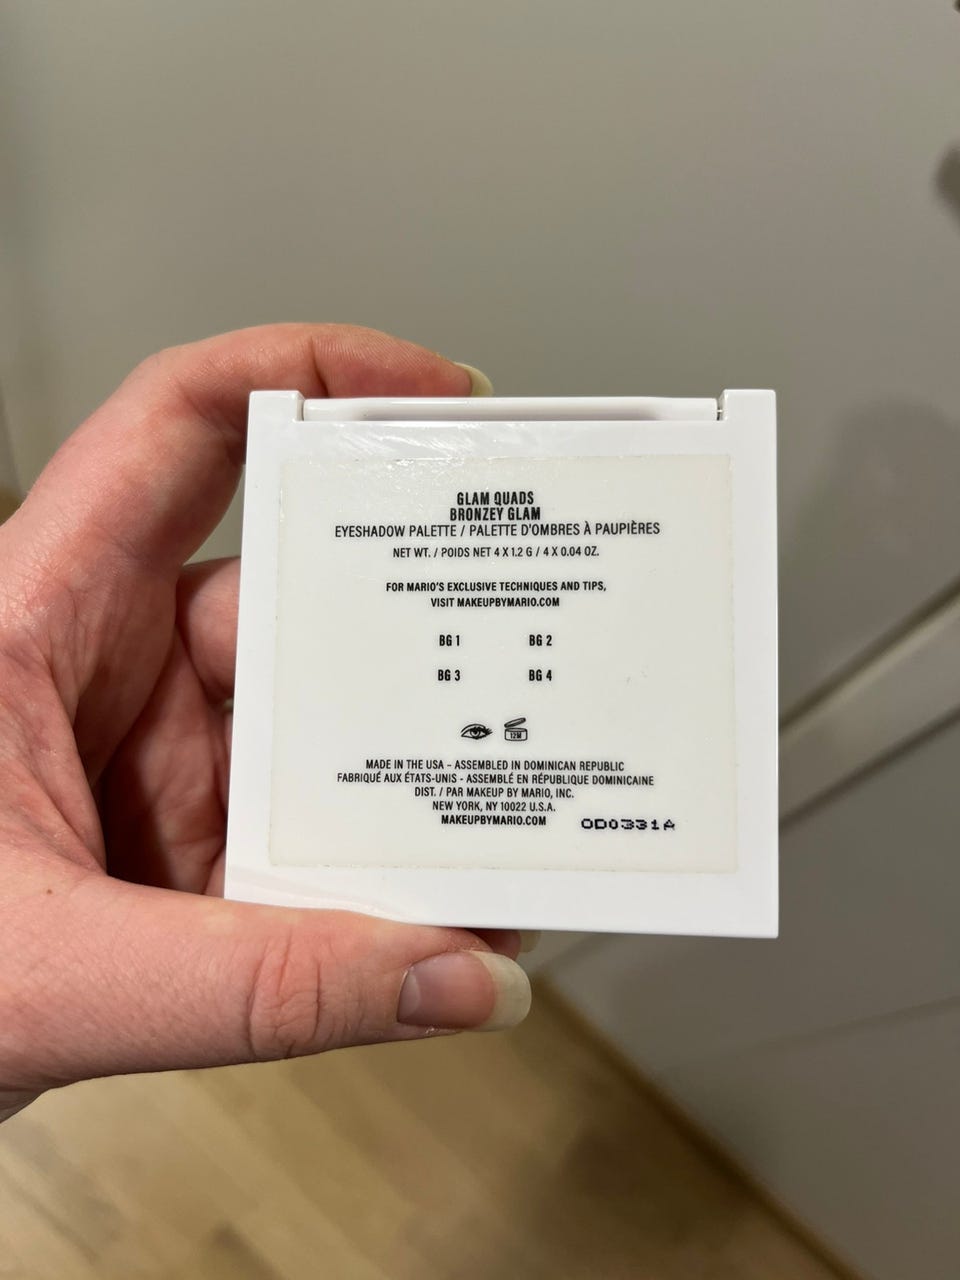 GLAM QUADS
BRONZEY GLAM
EYESHADOW PALETTE / PALETTE D'OMBRES À PAUPIÈRES
NET WT. / POIDS NET 4 X 1.2 G / 4 X 0.04 OZ.
FOR MARIO'S EXCLUSIVE TECHNIQUES AND TIPS,
VISIT MAKEUPBYMARIO.COM
BG 1 BG 2
BG 3 BG 4
12M
MADE IN THE USA - ASSEMBLED IN DOMINICAN REPUBLIC
FABRIQUÉ AUX ÉTATS-UNIS - ASSEMBLÉ EN RÉPUBLIQUE DOMINICAINE
DIST. / PAR MAKEUP BY MARIO, INC.
NEW YORK, NY 10022 U.S.A.
MAKEUPBYMARIO.COM
OD0331A